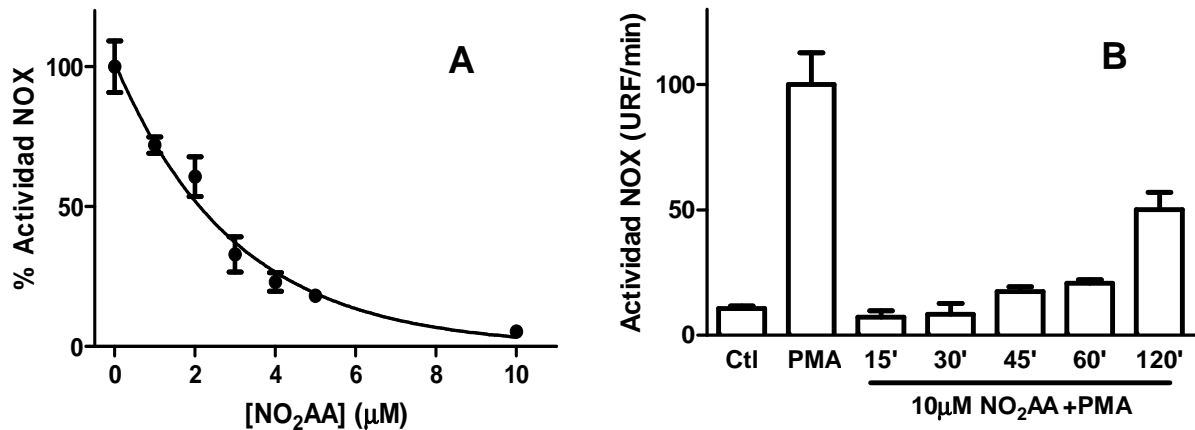 A
% Actividad NOX
100
50
0
0 2 4 6 8 10
[NO₂AA] (μM)
B
Actividad NOX (URF/min)
100
50
0
Ctl PMA 15' 30' 45' 60' 120'
10μM NO₂AA+PMA